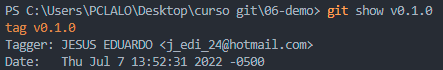 PS C:\Users\PCLALO\Desktop\curso git\06-demo> git show v0.1.0
tag v0.1.0
Tagger: JESUS EDUARDO <j_edi_24@hotmail.com>
Date:   Thu Jul 7 13:52:31 2022 -0500